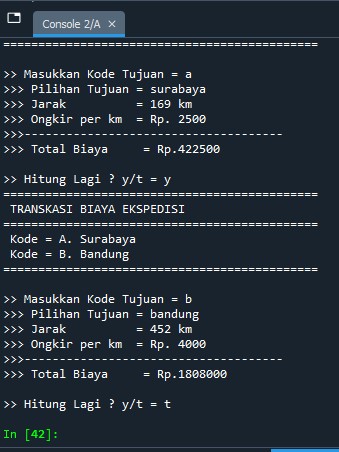 Console 2/A ×
=============================================
>> Masukkan Kode Tujuan = a
>>> Pilihan Tujuan = surabaya
>>> Jarak          = 169 km
>>> Ongkir per km  = Rp. 2500
>>>-------------------------------------
>>> Total Biaya     = Rp.422500
>> Hitung Lagi ? y/t = y
=============================================
TRANSKASI BIAYA EKSPEDISI
=============================================
Kode = A. Surabaya
Kode = B. Bandung
=============================================
>> Masukkan Kode Tujuan = b
>>> Pilihan Tujuan = bandung
>>> Jarak          = 452 km
>>> Ongkir per km  = Rp. 4000
>>>-------------------------------------
>>> Total Biaya     = Rp.1808000
>> Hitung Lagi ? y/t = t
In [42]: